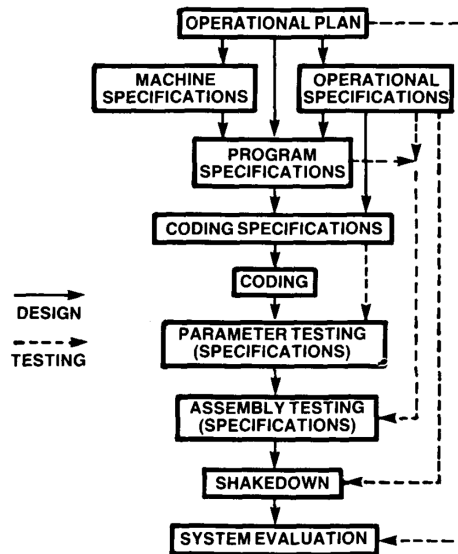 OPERATIONAL PLAN
MACHINE
SPECIFICATIONS
OPERATIONAL
SPECIFICATIONS
PROGRAM
SPECIFICATIONS
CODING SPECIFICATIONS
CODING
DESIGN
TESTING
PARAMETER TESTING
(SPECIFICATIONS)
ASSEMBLY TESTING
(SPECIFICATIONS)
SHAKEDOWN
SYSTEM EVALUATION